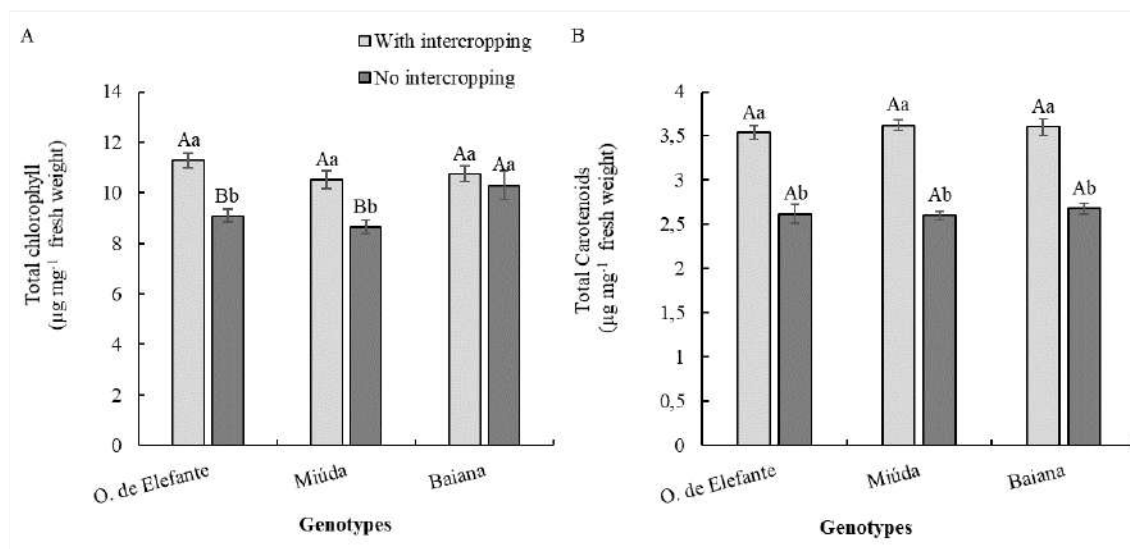 A
With intercropping
No intercropping
Total chlorophyll
(µg mg⁻¹ fresh weight)
14
12
10
8
6
4
2
0
Aa
Bb
Aa
Bb
Aa
Aa
O. de Elefante
Miúda
Baiana
Genotypes
B
Total Carotenoids
(µg mg⁻¹ fresh weight)
4
3,5
3
2,5
2
1,5
1
0,5
0
Aa
Ab
Aa
Ab
Aa
Ab
O. de Elefante
Miúda
Baiana
Genotypes